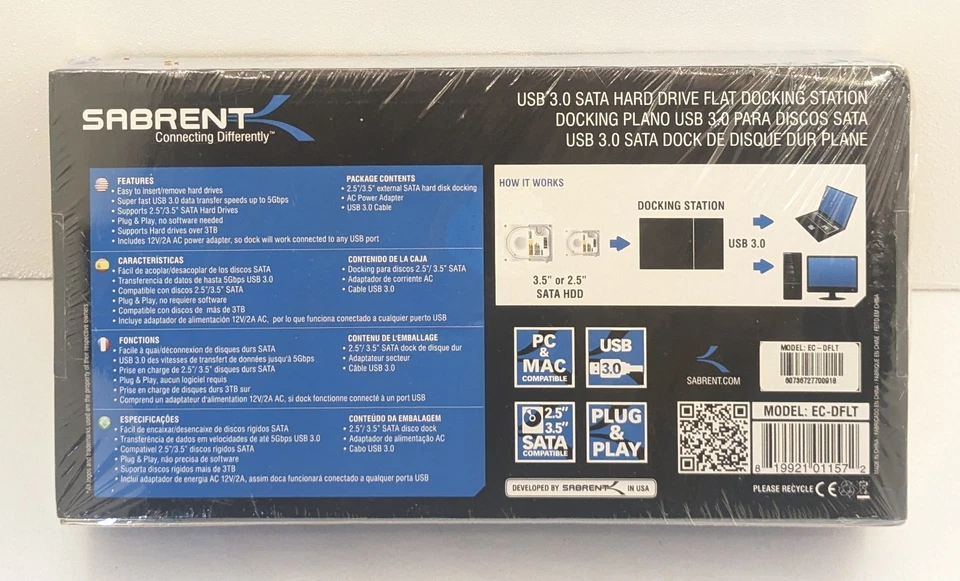 SABRENT
Connecting Differently™
USB 3.0 SATA HARD DRIVE FLAT DOCKING STATION
DOCKING PLANO USB 3.0 PARA DISCOS SATA
USB 3.0 SATA DOCK DE DISQUE DUR PLANE
FEATURES
• Easy to insert/remove hard drives
• Super fast USB 3.0 data transfer speeds up to 5Gbps
• Supports 2.5"/3.5" SATA Hard Drives
• Plug & Play, no software needed
• Supports Hard drives over 3TB
• Includes 12V/2A AC power adapter, so dock will work connected to any USB port
PACKAGE CONTENTS
• 2.5"/3.5" external SATA hard disk docking
• AC Power Adapter
• USB 3.0 Cable
CARACTERÍSTICAS
• Fácil de acoplar/desacoplar de los discos SATA
• Transferencia de datos de hasta 5Gbps USB 3.0
• Compatible con discos 2.5"/3.5" SATA
• Plug & Play, no requiere software
• Compatible con discos de más de 3TB
• Incluye adaptador de alimentación 12V/2A AC, por lo que funciona conectado a cualquier puerto USB
CONTENIDO DE LA CAJA
• Docking para discos 2.5"/ 3.5" SATA
• Adaptador de corriente AC
• Cable USB 3.0
FONCTIONS
• Facile à quai/déconnexion de disques durs SATA
• USB 3.0 des vitesses de transfert de données jusqu'à 5Gbps
• Prise en charge de 2.5"/ 3.5" disques durs SATA
• Plug & Play, aucun logiciel requis
• Prise en charge de disques durs 3TB sur
• Comprend un adaptateur d'alimentation 12V/2A AC, si dock fonctionne connecté à un port USB
CONTENU DE L'EMBALLAGE
• 2.5"/ 3.5" SATA dock de disque dur
• Adaptateur secteur
• Câble USB 3.0
ESPECIFICAÇÕES
• Fácil de encaixar/desencaixe de discos rígidos SATA
• Transferência de dados em velocidades de até 5Gbps USB 3.0
• Compatível 2.5"/3.5" discos rígidos SATA
• Plug & Play, não precisa de software
• Suporta discos rígidos mais de 3TB
• Inclui adaptador de energia AC 12V/2A, assim doca funcionará conectado a qualquer porta USB
CONTEÚDO DA EMBALAGEM
• 2.5"/ 3.5" SATA disco dock
• Adaptador de alimentação AC
• Cabo USB 3.0
HOW IT WORKS
DOCKING STATION
USB 3.0
3.5" or 2.5"
SATA HDD
PC
&
MAC
COMPATIBLE
USB
3.0
2.5"
3.5"
SATA
COMPATIBLE
PLUG
&
PLAY
SABRENT.COM
MODEL: EC-DFLT
60736727700918
MODEL: EC-DFLT
8 19921 01157 2
DEVELOPED BY SABRENT IN USA
PLEASE RECYCLE CE
MADE IN CHINA / FABRICADO EN CHINA / FABRIQUÉ EN CHINE / FEITO EM CHINA